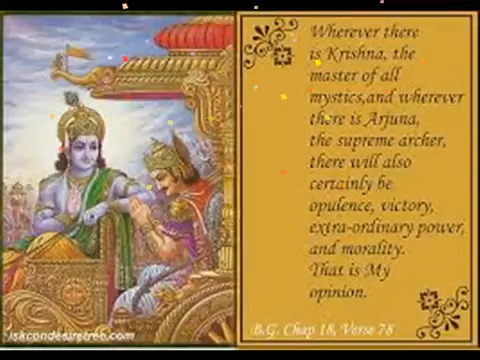 Wherever there
is Krishna, the
master of all
mystics,and wherever
there is Arjuna,
the supreme archer,
there will also
certainly be
opulence, victory,
extra-ordinary power,
and morality.
That is My
opinion.
B.G. Chap 18, Verse 78
iskcondesiretree.com